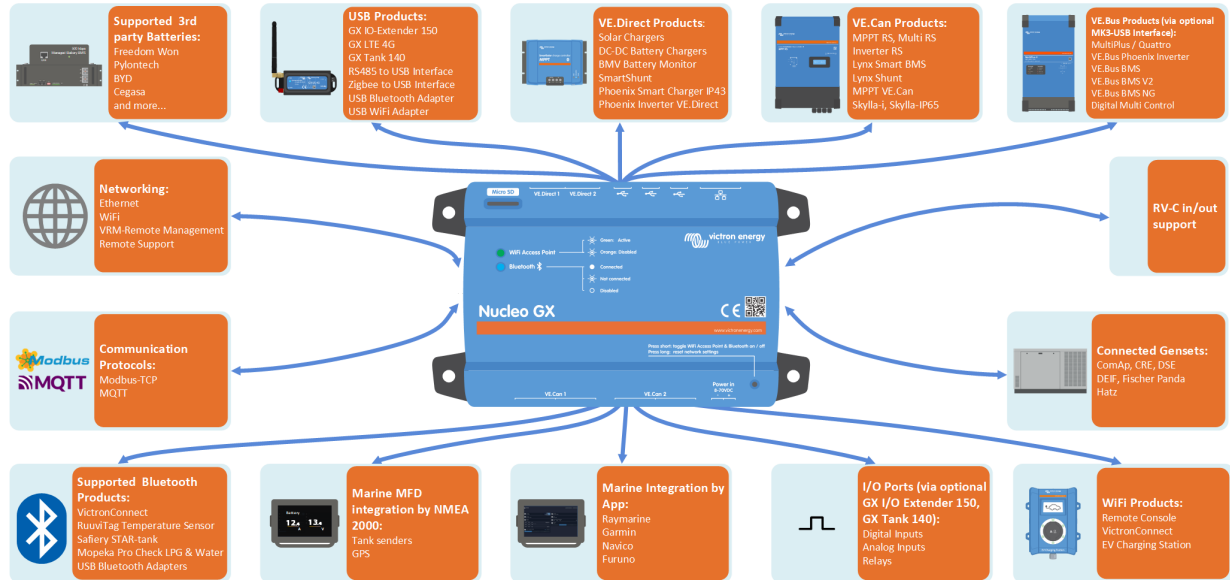 Supported 3rd
party Batteries:
Freedom Won
Pylontech
BYD
Cegasa
and more...
USB Products:
GX IO-Extender 150
GX LTE 4G
GX Tank 140
RS485 to USB Interface
Zigbee to USB Interface
USB Bluetooth Adapter
USB WiFi Adapter
VE.Direct Products:
Solar Chargers
DC-DC Battery Chargers
BMV Battery Monitor
SmartShunt
Phoenix Smart Charger IP43
Phoenix Inverter VE.Direct
VE.Can Products:
MPPT RS, Multi RS
Inverter RS
Lynx Smart BMS
Lynx Shunt
MPPT VE.Can
Skylla-i, Skylla-IP65
VE.Bus Products (via optional
MK3-USB Interface):
MultiPlus / Quattro
VE.Bus Phoenix Inverter
VE.Bus BMS
VE.Bus BMS V2
VE.Bus BMS NG
Digital Multi Control
Networking:
Ethernet
WiFi
VRM-Remote Management
Remote Support
Micro SD
VE.Direct 1
VE.Direct 2
victron energy
BLUE POWER
WiFi Access Point
Green: Active
Orange: Disabled
Bluetooth
Connected
Not connected
Disabled
Nucleo GX
CE
www.victronenergy.com
Press short: toggle WiFi Access Point & Bluetooth on / off
Press long: reset network settings
Power in
8-70VDC
- +
VE.Can 1
VE.Can 2
RV-C in/out
support
Modbus
MQTT
Communication
Protocols:
Modbus-TCP
MQTT
Connected Gensets:
ComAp, CRE, DSE
DEIF, Fischer Panda
Hatz
Supported Bluetooth
Products:
VictronConnect
RuuviTag Temperature Sensor
Safiery STAR-tank
Mopeka Pro Check LPG & Water
USB Bluetooth Adapters
Battery
12.4
13.4
Marine MFD
integration by NMEA
2000:
Tank senders
GPS
Marine Integration by
App:
Raymarine
Garmin
Navico
Furuno
I/O Ports (via optional
GX I/O Extender 150,
GX Tank 140):
Digital Inputs
Analog Inputs
Relays
WiFi Products:
Remote Console
VictronConnect
EV Charging Station